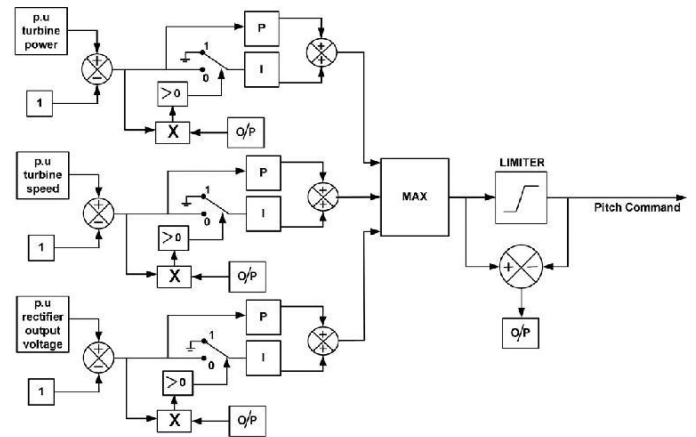 p.u
turbine
power
+
−
1
1
0
>0
X
O/P
P
I
+
+
p.u
turbine
speed
+
−
1
1
0
>0
X
O/P
P
I
+
+
p.u
rectifier
output
voltage
+
−
1
1
0
>0
X
O/P
P
I
+
+
MAX
LIMITER
Pitch Command
+ −
O/P